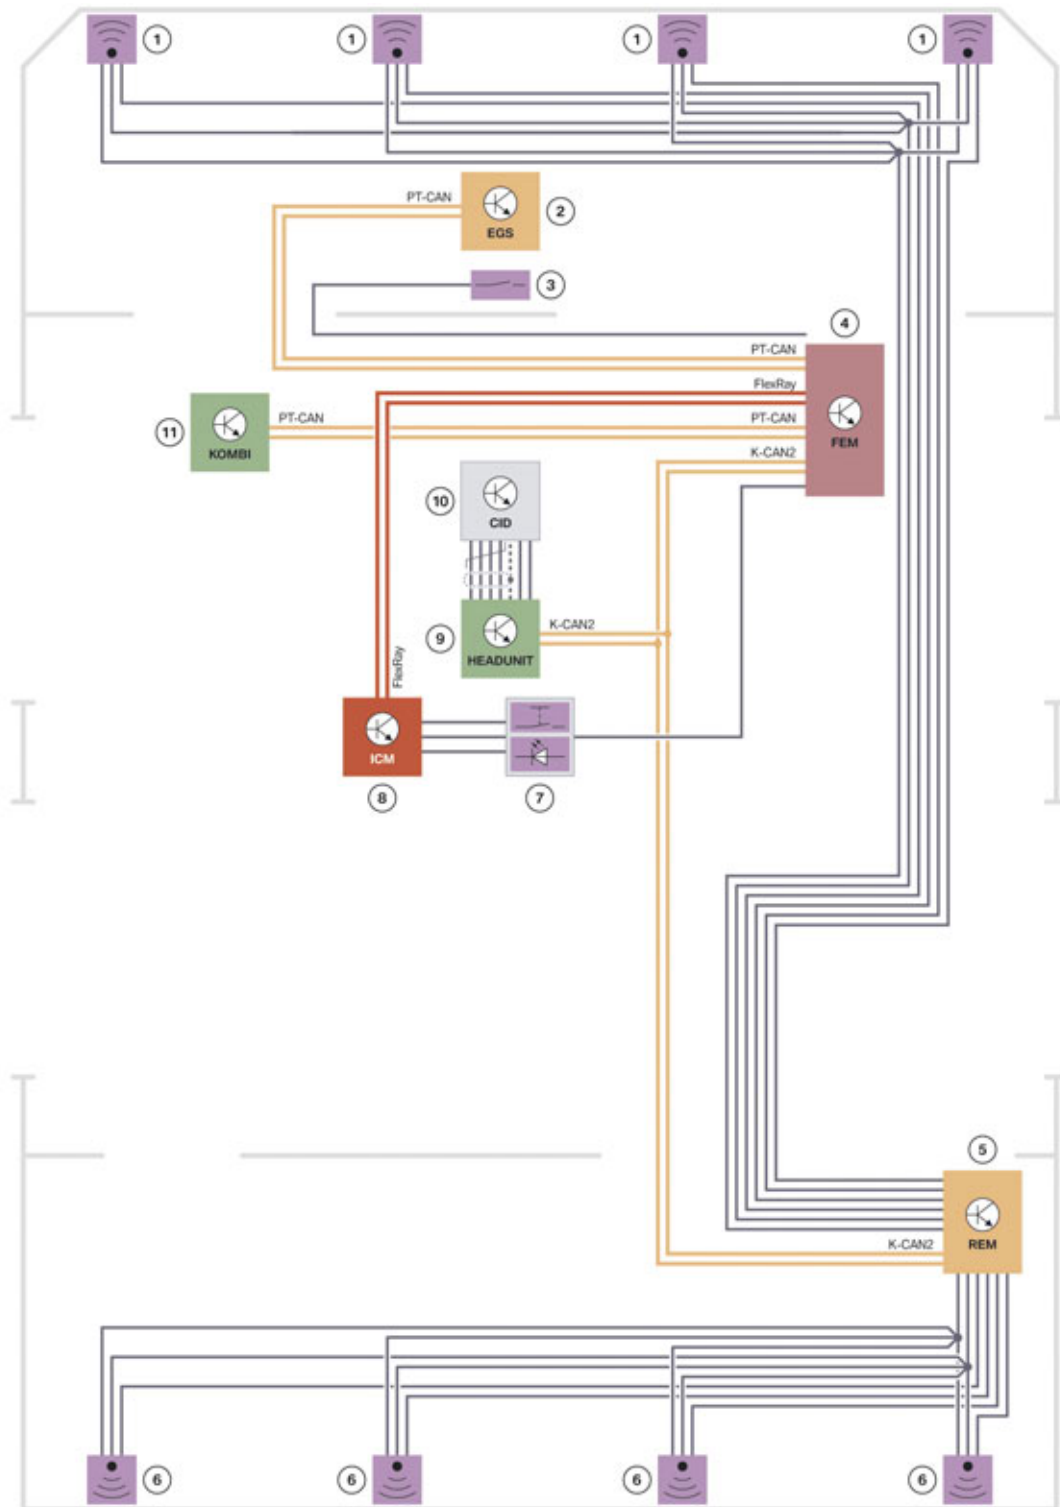 1 1 1 1
PT-CAN
2
EGS
3
4
PT-CAN
FlexRay
11
PT-CAN
PT-CAN
KOMBI
FEM
K-CAN2
10
CID
K-CAN2
9
HEADUNIT
FlexRay
ICM
8
7
5
K-CAN2
REM
6 6 6 6